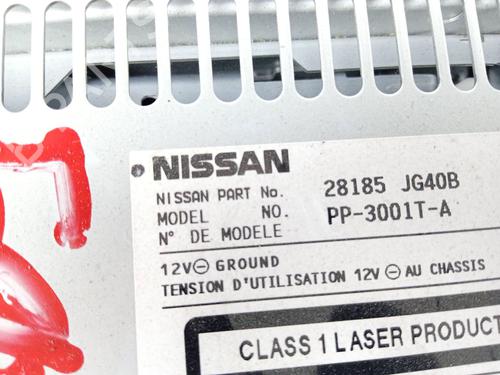 NISSAN
NISSAN PART No. 28185 JG40B
MODEL NO. PP-3001T-A
N° DE MODELE
12V⊖GROUND
TENSION D'UTILISATION 12V⊖AU CHASSIS
CLASS 1 LASER PRODUCT